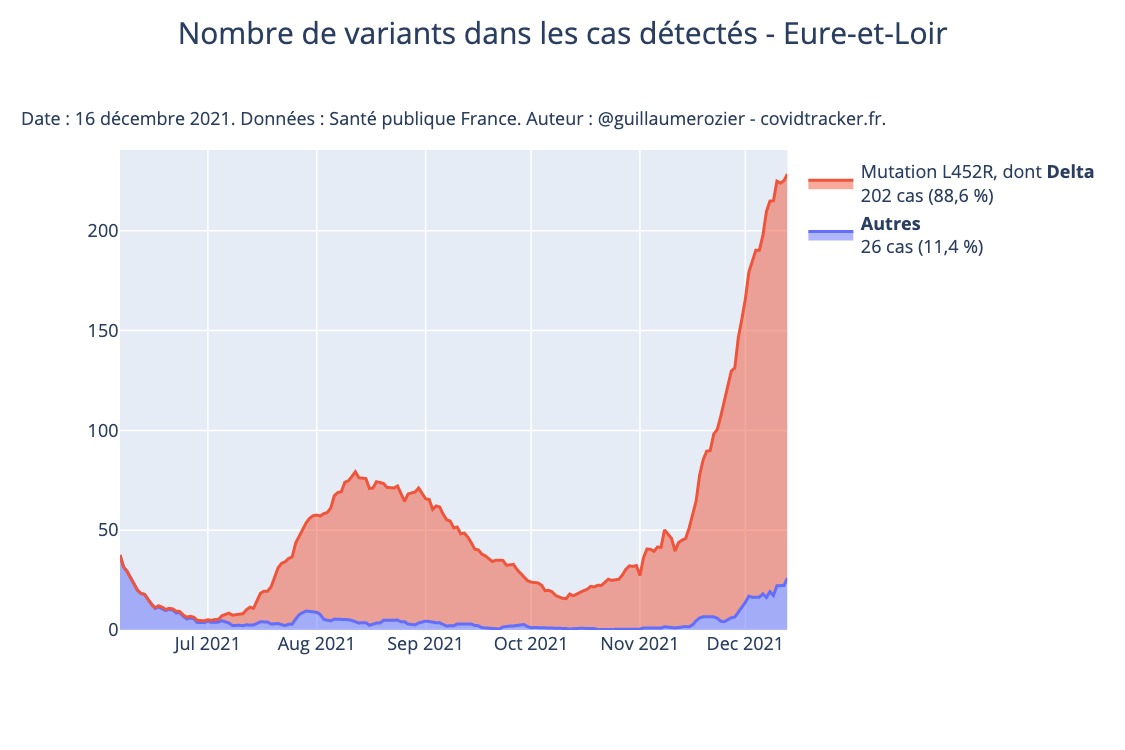 Nombre de variants dans les cas détectés - Eure-et-Loir
Date : 16 décembre 2021. Données : Santé publique France. Auteur : @guillaumerozier - covidtracker.fr.
Mutation L452R, dont Delta
202 cas (88,6 %)
Autres
26 cas (11,4 %)
200
150
100
50
0
Jul 2021
Aug 2021
Sep 2021
Oct 2021
Nov 2021
Dec 2021